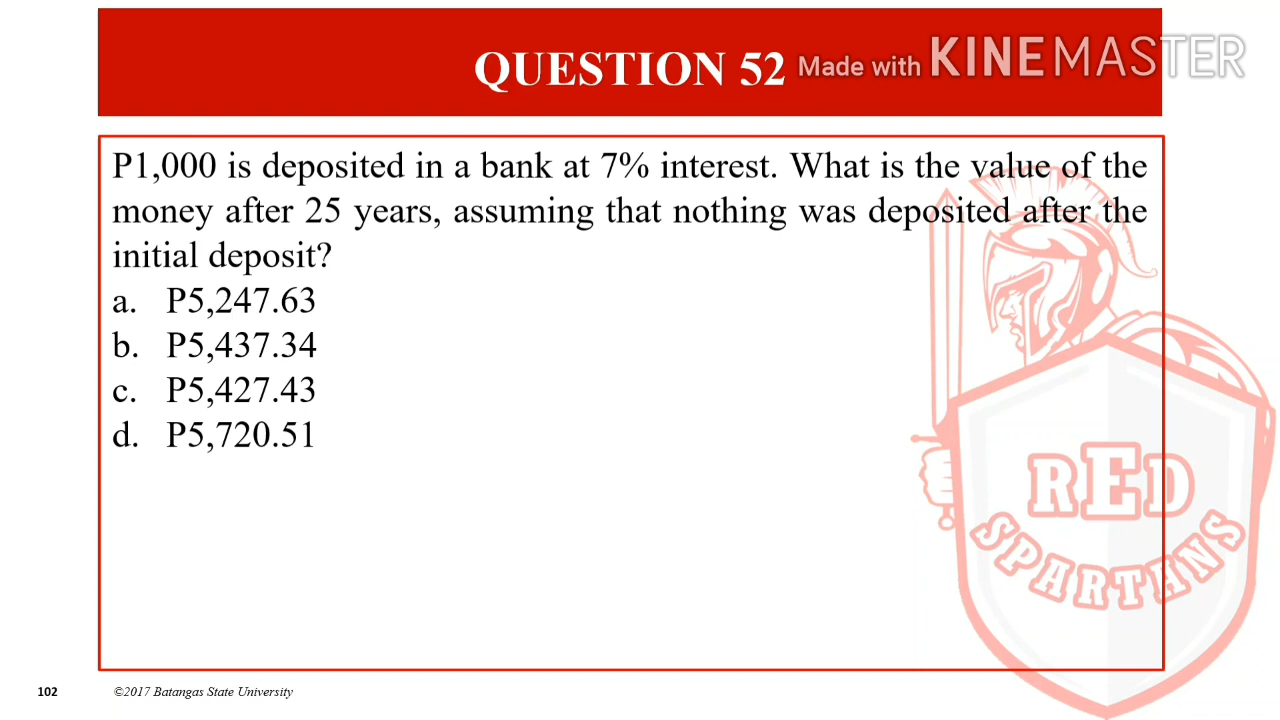 QUESTION 52
Made with KINEMASTER
P1,000 is deposited in a bank at 7% interest. What is the value of the
money after 25 years, assuming that nothing was deposited after the
initial deposit?
a. P5,247.63
b. P5,437.34
c. P5,427.43
d. P5,720.51
RED
SPARTANS
102 ©2017 Batangas State University